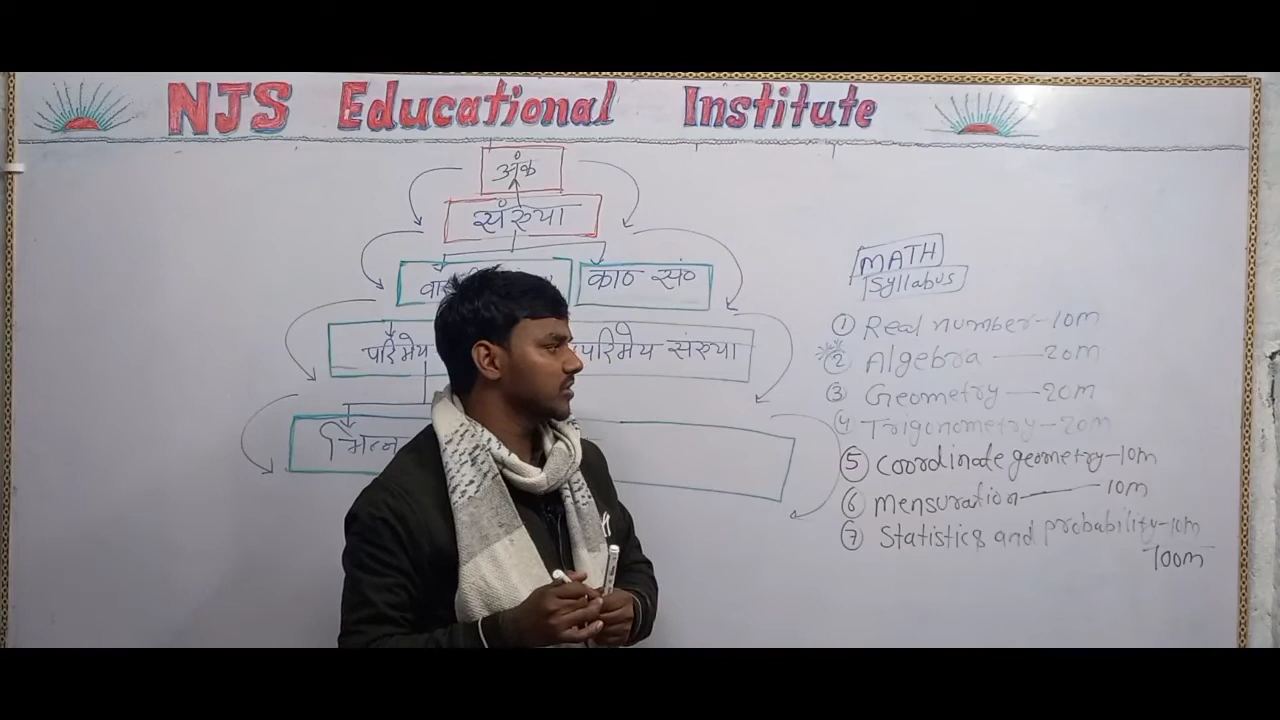 NJS Educational Institute
अंक
संख्या
काo संo
परिमेय
परिमेय संख्या
भिन्न
MATH
Syllabus
① Real number-10m
② Algebra — 20m
③ Geometry — 20m
④ Trigonometry-20m
⑤ Coordinate geometry-10m
⑥ Mensuration — 10m
⑦ Statistics and probability-10m
100m